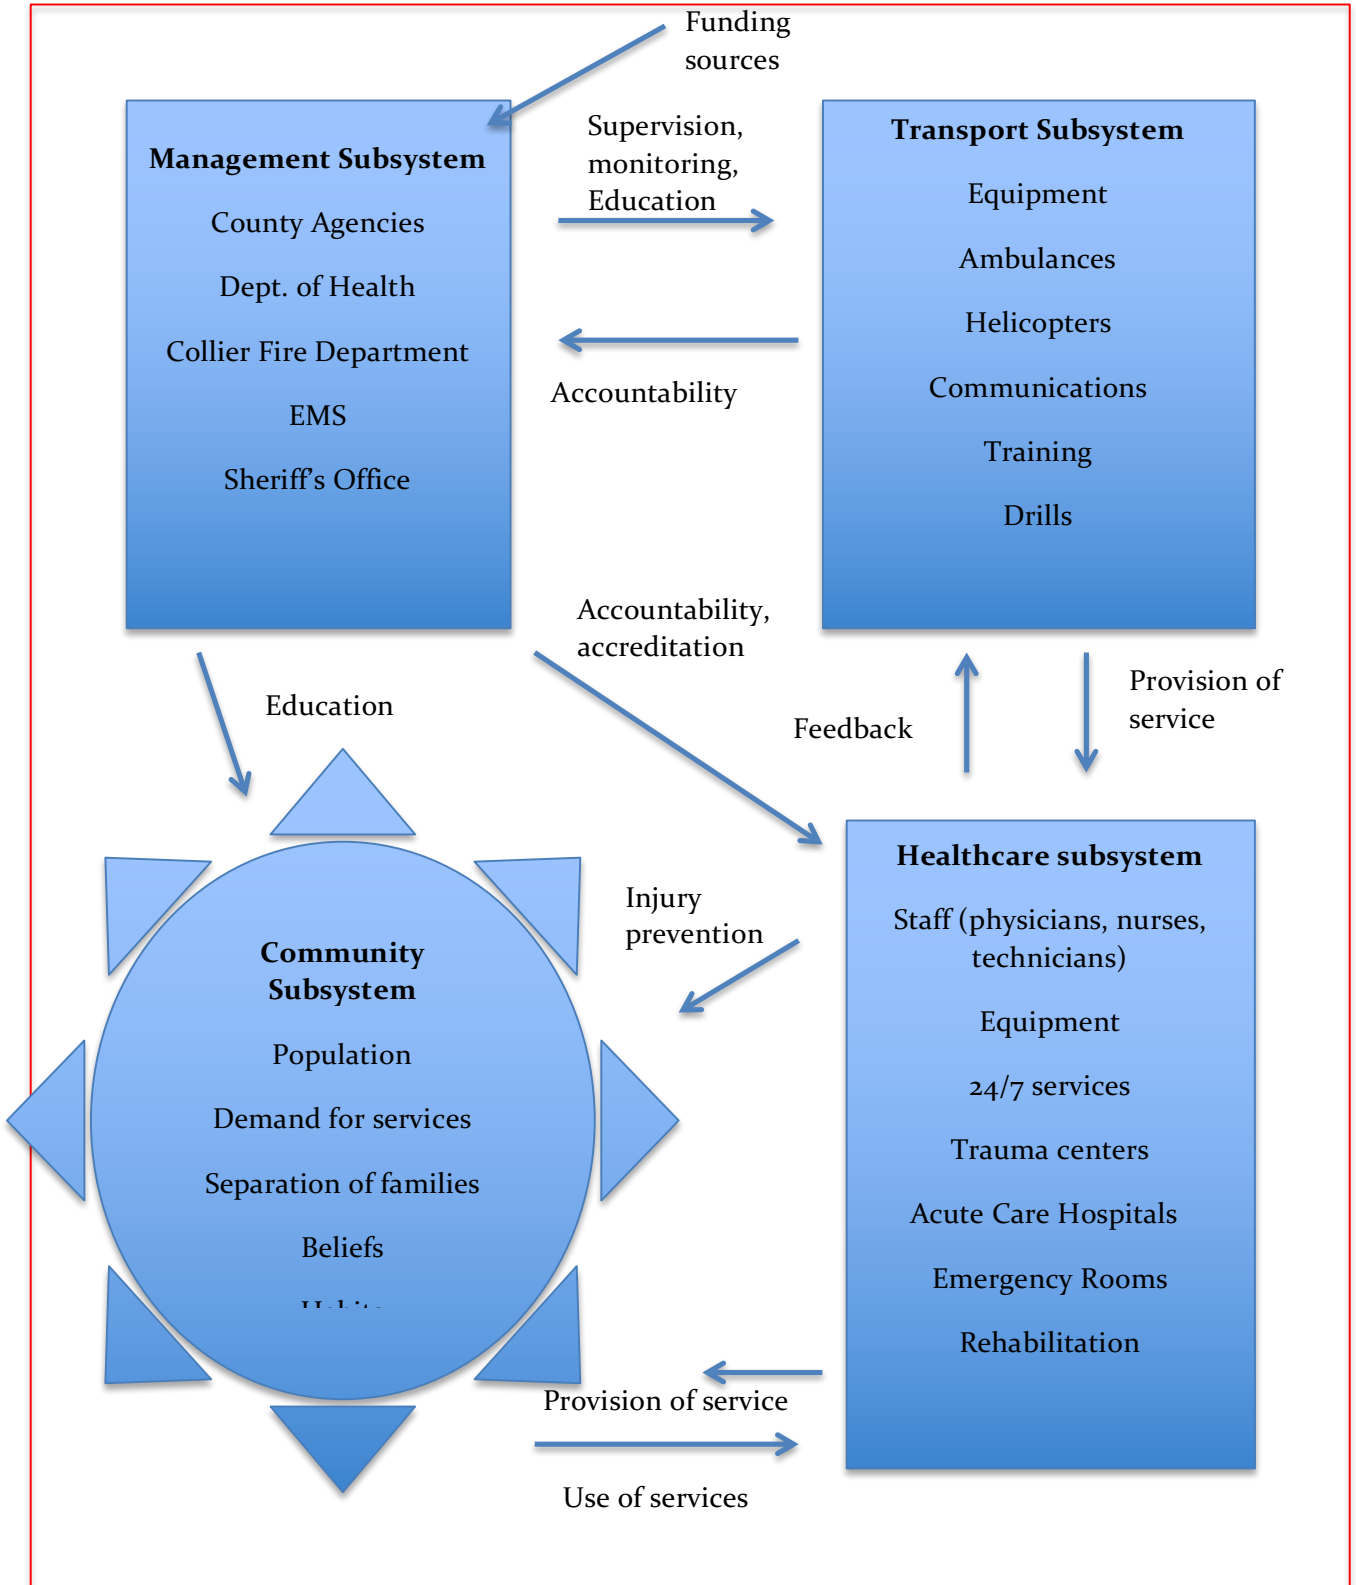 Funding
sources
Management Subsystem
County Agencies
Dept. of Health
Collier Fire Department
EMS
Sheriff’s Office
Supervision,
monitoring,
Education
Accountability
Transport Subsystem
Equipment
Ambulances
Helicopters
Communications
Training
Drills
Accountability,
accreditation
Education
Feedback
Provision of
service
Community
Subsystem
Population
Demand for services
Separation of families
Beliefs
Injury
prevention
Healthcare subsystem
Staff (physicians, nurses,
technicians)
Equipment
24/7 services
Trauma centers
Acute Care Hospitals
Emergency Rooms
Rehabilitation
Provision of service
Use of services